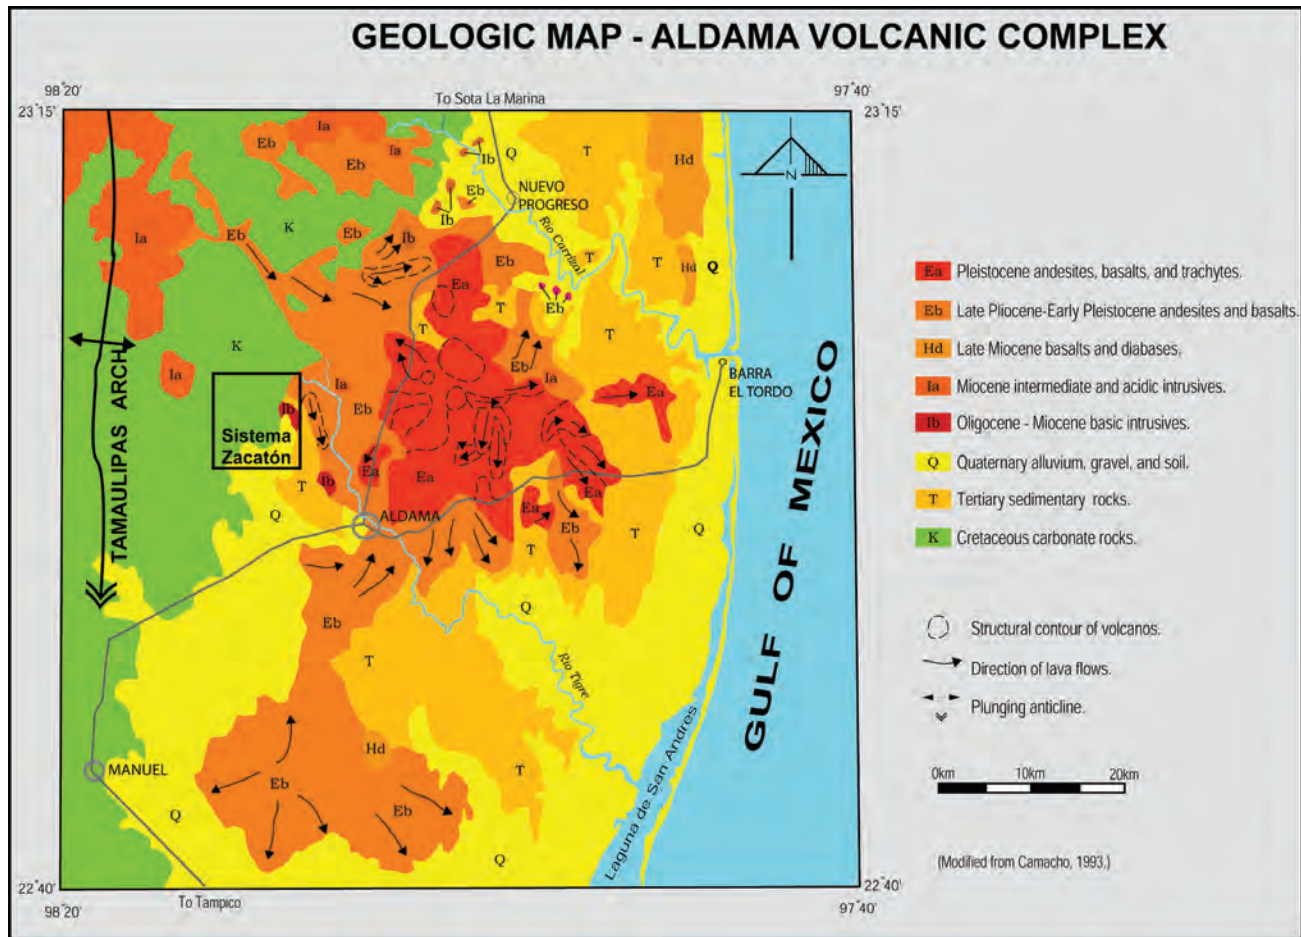 GEOLOGIC MAP - ALDAMA VOLCANIC COMPLEX
98°20'
To Sota La Marina
97°40'
23°15'
23°15'
Ia
Eb
Ia
Eb
Ib
Q
T
Hd
N
NUEVO
PROGRESO
Eb
Ib
K
Ia
Eb
Eb
Ib
Rio Carrizal
Eb
T
T
Hd
Q
Ea
Eb
T
T
T
K
Eb
BARRA
EL TORDO
Ia
Ia
Ia
Ea
Eb
Ib
Sistema
Zacatón
Ea
Ea
Ib
T
Ea
Ea
Q
Q
ALDAMA
Eb
T
T
TAMAULIPAS ARCH
GULF OF MEXICO
Q
Eb
T
Rio Tigre
Hd
T
MANUEL
Eb
Eb
Q
Q
Laguna de San Andres
22°40'
22°40'
98°20'
To Tampico
97°40'
Ea Pleistocene andesites, basalts, and trachytes.
Eb Late Pliocene-Early Pleistocene andesites and basalts.
Hd Late Miocene basalts and diabases.
Ia Miocene intermediate and acidic intrusives.
Ib Oligocene - Miocene basic intrusives.
Q Quaternary alluvium, gravel, and soil.
T Tertiary sedimentary rocks.
K Cretaceous carbonate rocks.
Structural contour of volcanos.
Direction of lava flows.
Plunging anticline.
0km 10km 20km
(Modified from Camacho, 1993.)